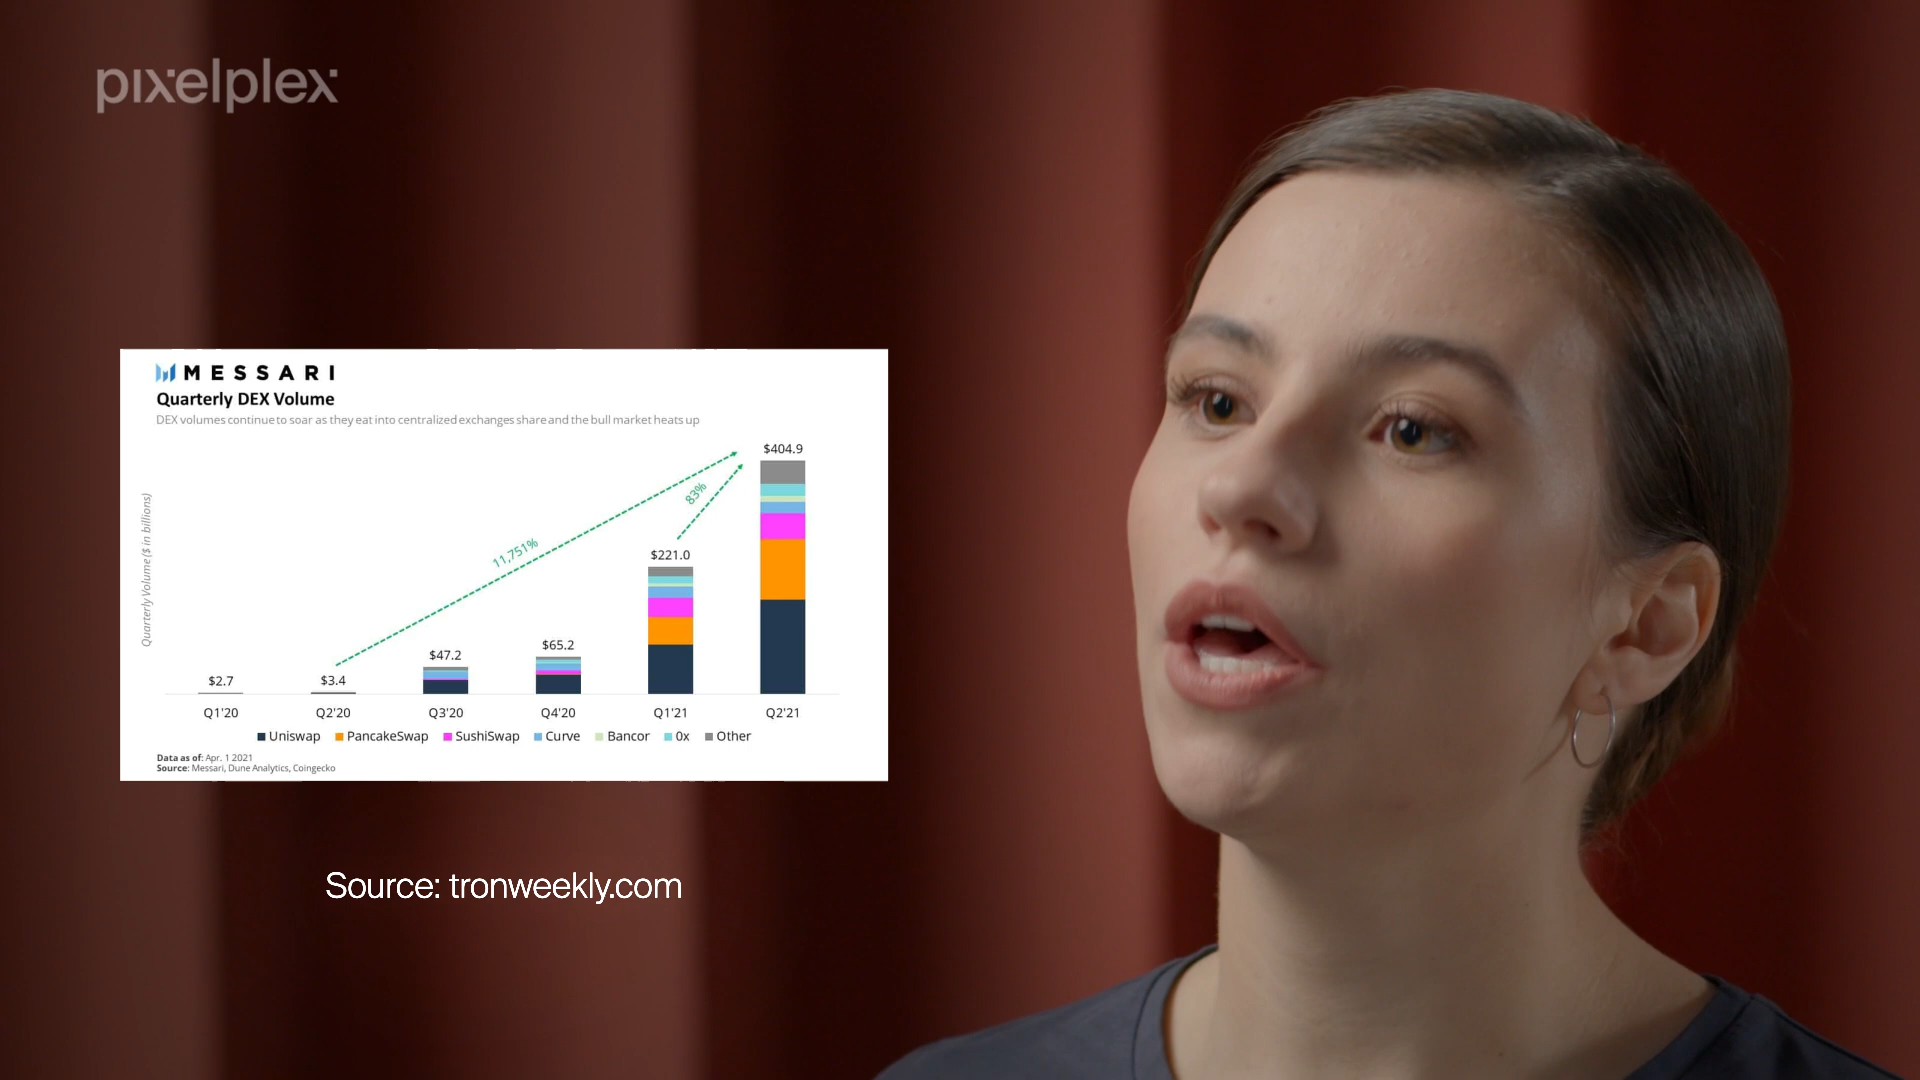 pixelplex
MESSARI
Quarterly DEX Volume
DEX volumes continue to soar as they eat into centralized exchanges share and the bull market heats up
Quarterly Volume ($ in billions)
$404.9
83%
11,751%
$221.0
$65.2
$47.2
$3.4
$2.7
Q1'20 Q2'20 Q3'20 Q4'20 Q1'21 Q2'21
Uniswap PancakeSwap SushiSwap Curve Bancor 0x Other
Data as of: Apr. 1 2021
Source: Messari, Dune Analytics, Coingecko
Source: tronweekly.com